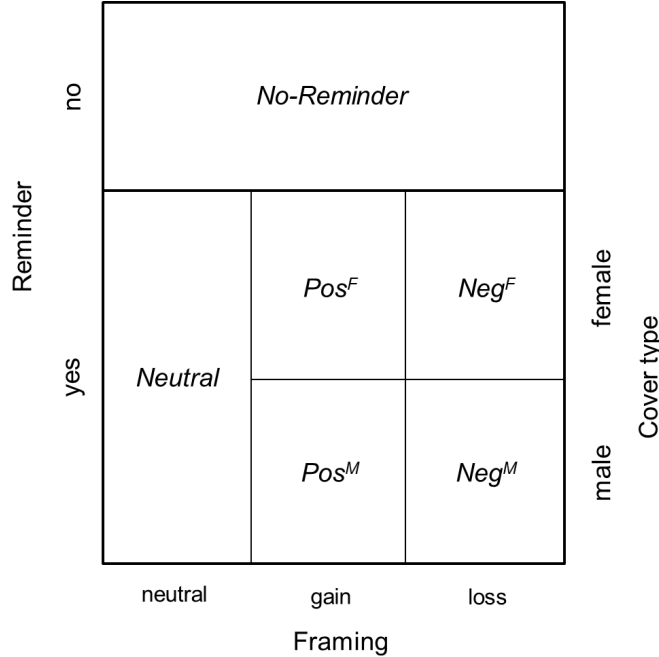 no
No-Reminder
Reminder
yes
Neutral
Pos^F
Neg^F
female
Pos^M
Neg^M
male
Cover type
neutral
gain
loss
Framing